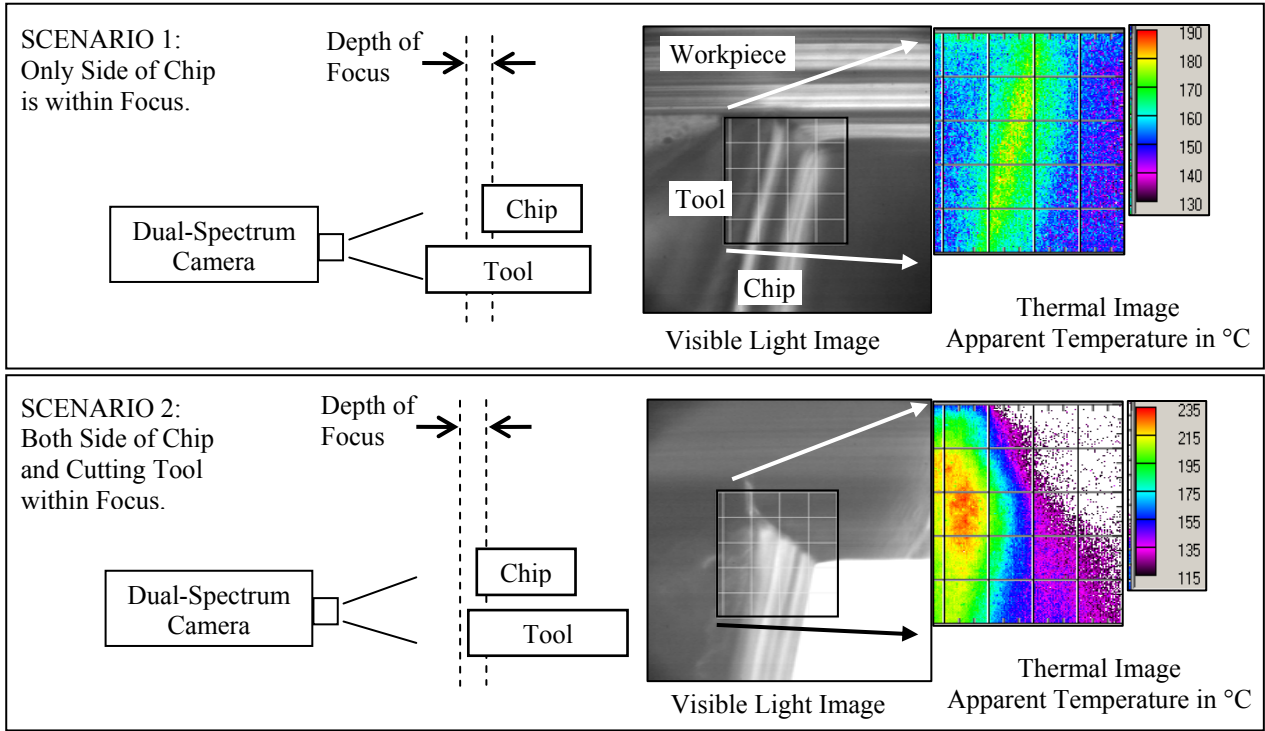 SCENARIO 1:
Only Side of Chip
is within Focus.
Depth of
Focus
Dual-Spectrum
Camera
Chip
Tool
Workpiece
Tool
Chip
Visible Light Image
190
180
170
160
150
140
130
Thermal Image
Apparent Temperature in °C
SCENARIO 2:
Both Side of Chip
and Cutting Tool
within Focus.
Depth of
Focus
Dual-Spectrum
Camera
Chip
Tool
Visible Light Image
235
215
195
175
155
135
115
Thermal Image
Apparent Temperature in °C